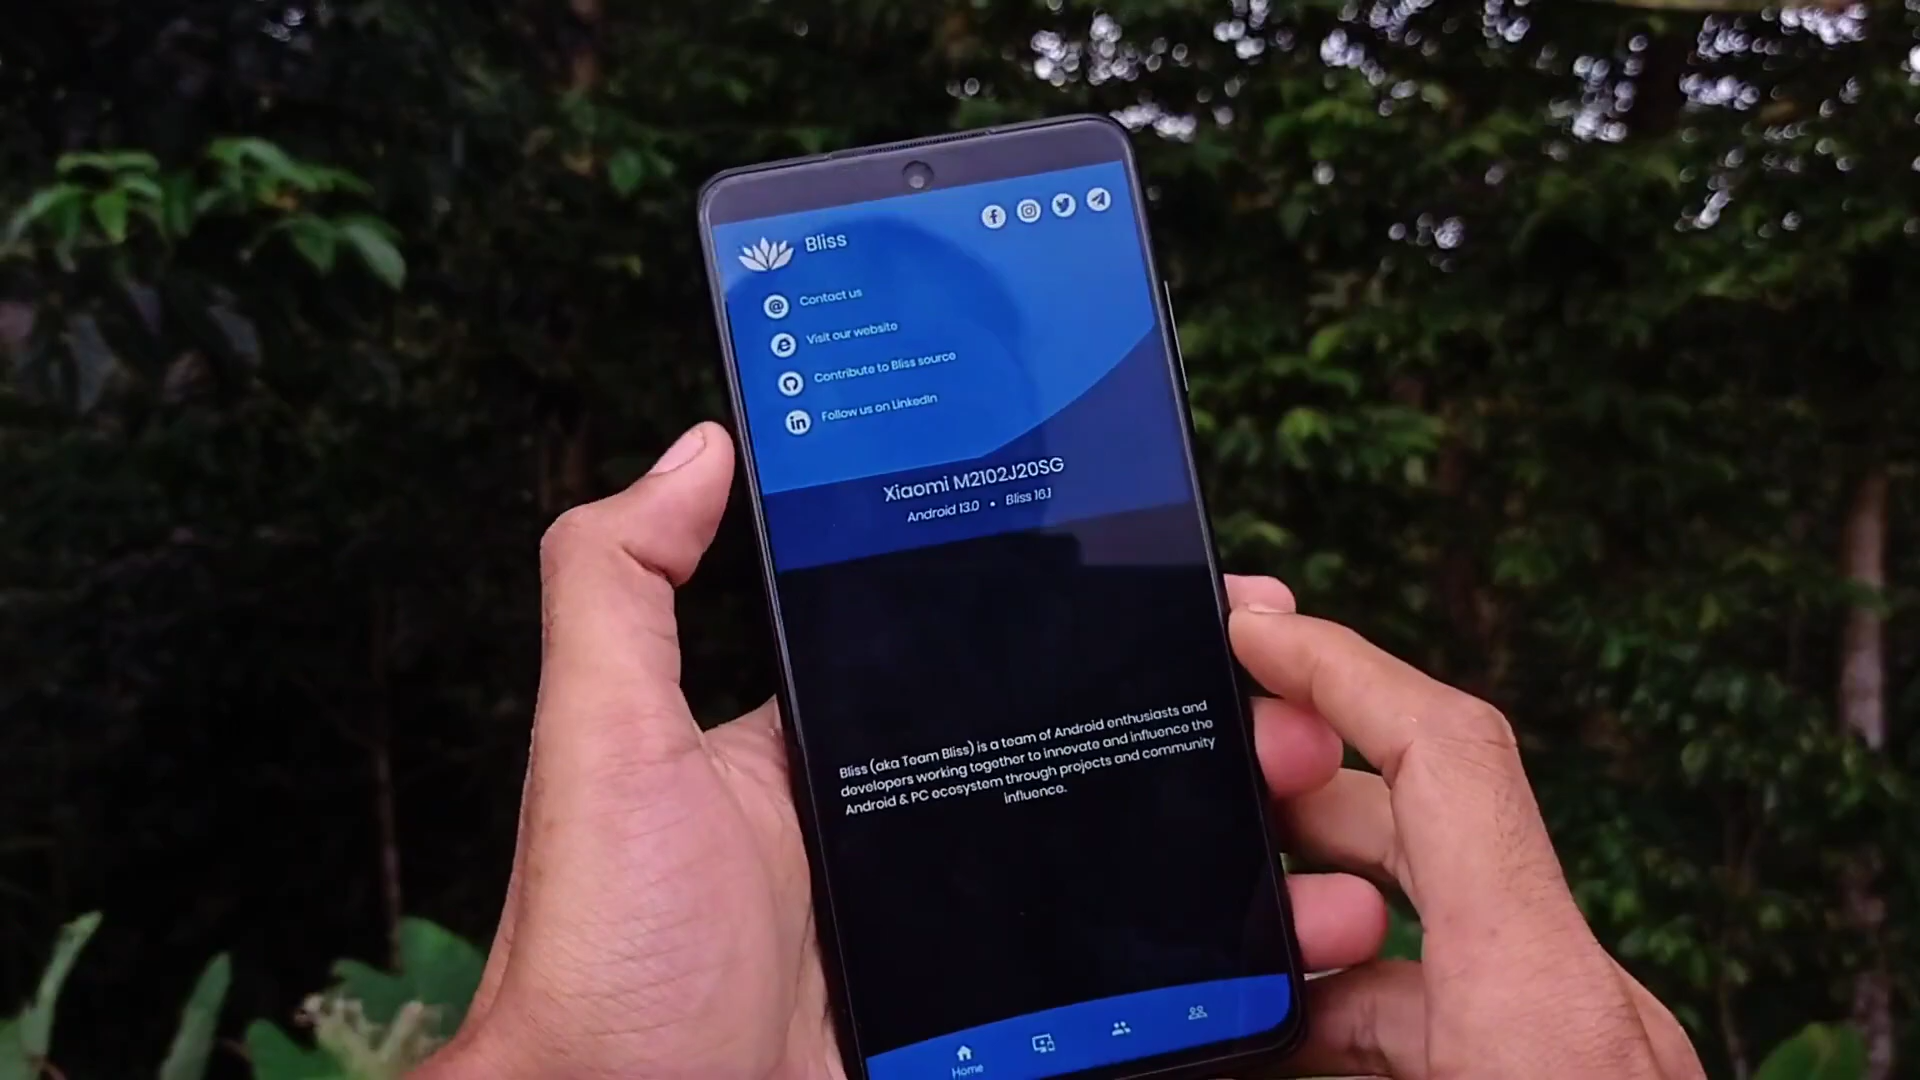 Bliss
Contact us
Visit our website
Contribute to Bliss source
Follow us on LinkedIn
Xiaomi M2102J20SG
Android 13.0 • Bliss 16.1
Bliss (aka Team Bliss) is a team of Android enthusiasts and
developers working together to innovate and influence the
Android & PC ecosystem through projects and community
influence.
Home